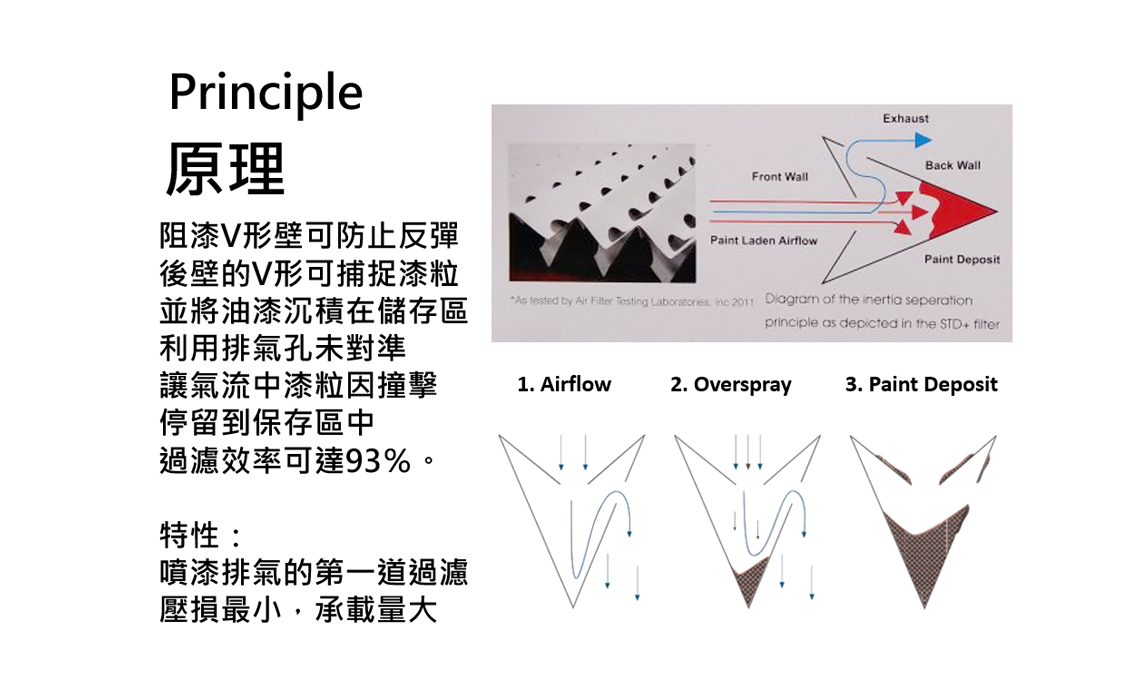 Principle
原理
阻漆V形壁可防止反彈
後壁的V形可捕捉漆粒
並將油漆沉積在儲存區
利用排氣孔未對準
讓氣流中漆粒因撞擊
停留到保存區中
過濾效率可達93%。
特性：
噴漆排氣的第一道過濾
壓損最小，承載量大
Exhaust
Back Wall
Front Wall
Paint Laden Airflow
Paint Deposit
*As tested by Air Filter Testing Laboratories, Inc 2011
Diagram of the inertia seperation
principle as depicted in the STD+ filter
1. Airflow
2. Overspray
3. Paint Deposit